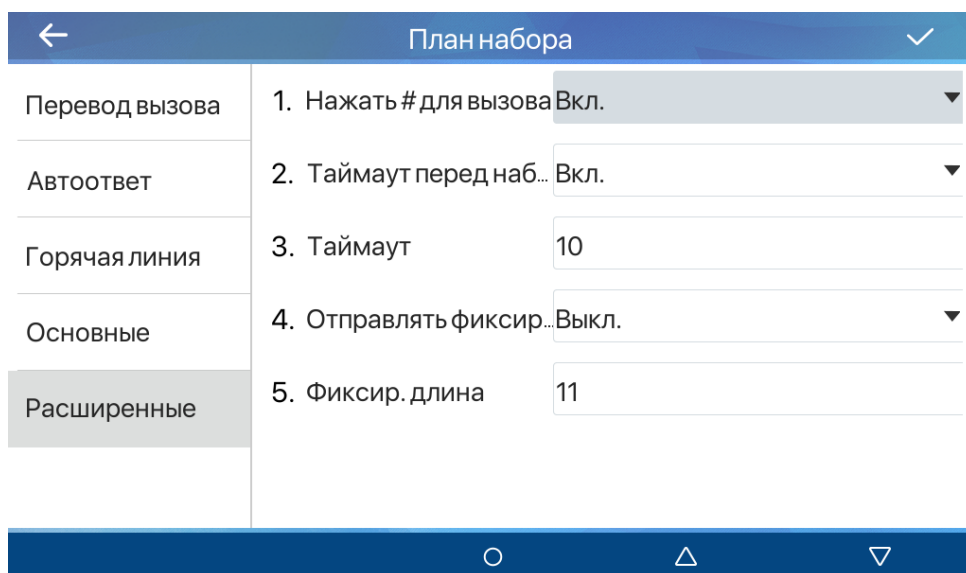 План набора
Перевод вызова
Автоответ
Горячая линия
Основные
Расширенные
1. Нажать # для вызова Вкл.
2. Таймаут перед наб... Вкл.
3. Таймаут 10
4. Отправлять фиксир... Выкл.
5. Фиксир. длина 11